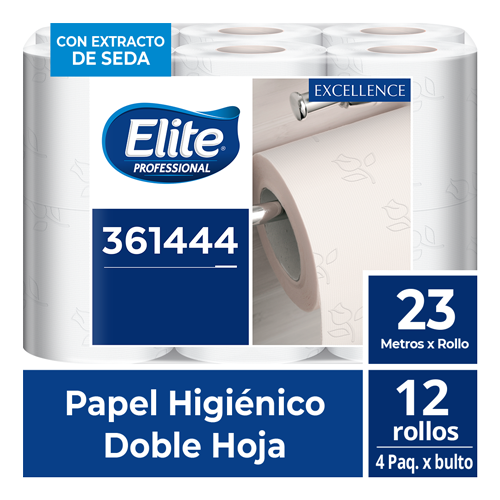 CON EXTRACTO
DE SEDA
EXCELLENCE
Elite®
PROFESSIONAL
361444
23
Metros x Rollo
Papel Higiénico
Doble Hoja
12
rollos
4 Paq. x bulto